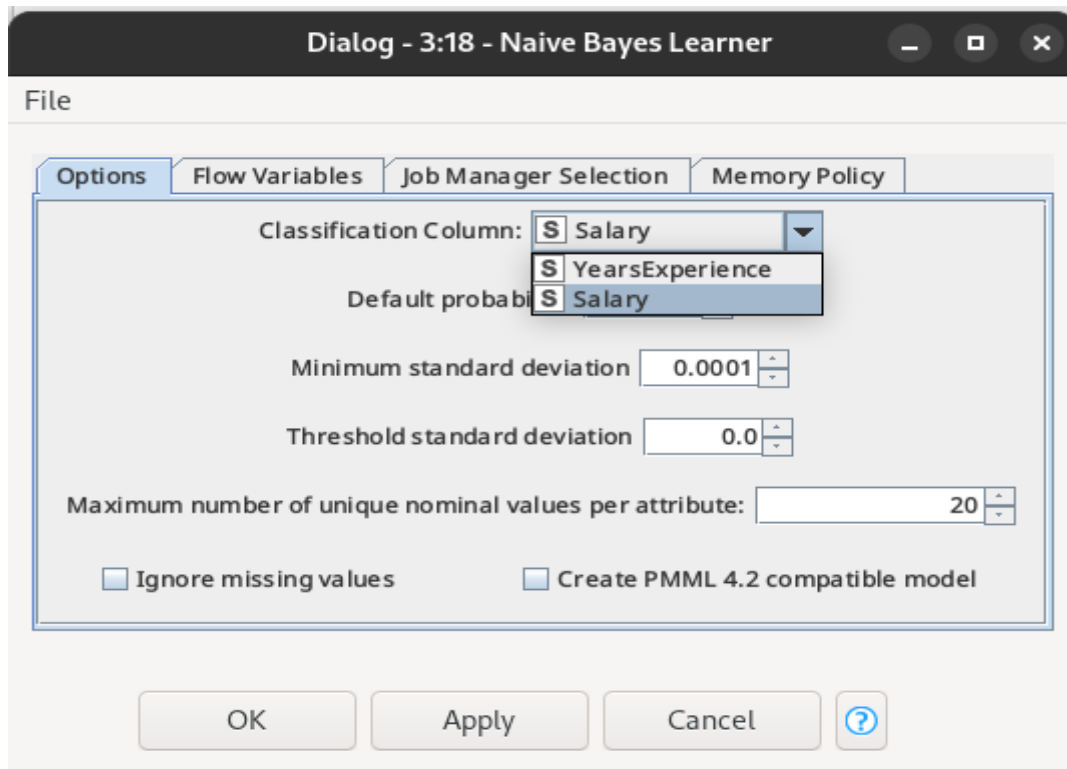 Dialog - 3:18 - Naive Bayes Learner
File
Options Flow Variables Job Manager Selection Memory Policy
Classification Column: S Salary
S YearsExperience
Default probabi S Salary
Minimum standard deviation 0.0001
Threshold standard deviation 0.0
Maximum number of unique nominal values per attribute: 20
Ignore missing values Create PMML 4.2 compatible model
OK Apply Cancel ?